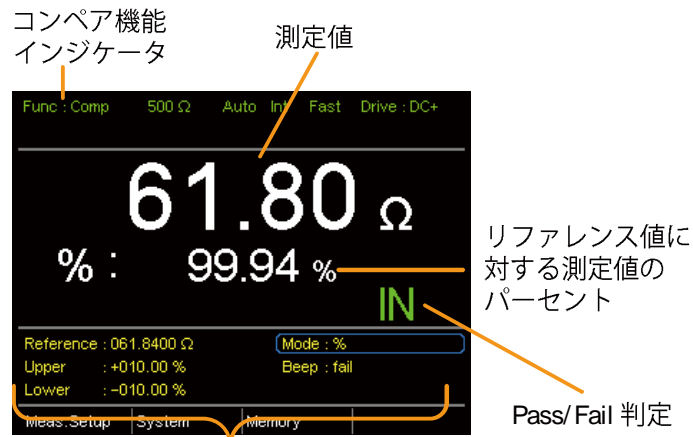 コンペア機能
インジケータ
測定値
Func : Comp 500 Ω Auto Int Fast Drive : DC+
61.80 Ω
% : 99.94 %
リファレンス値に
対する測定値の
パーセント
IN
Reference : 061.8400 Ω Mode : %
Upper : +010.00 % Beep : fail
Lower : -010.00 %
Pass/Fail 判定
Meas.Setup System Memory